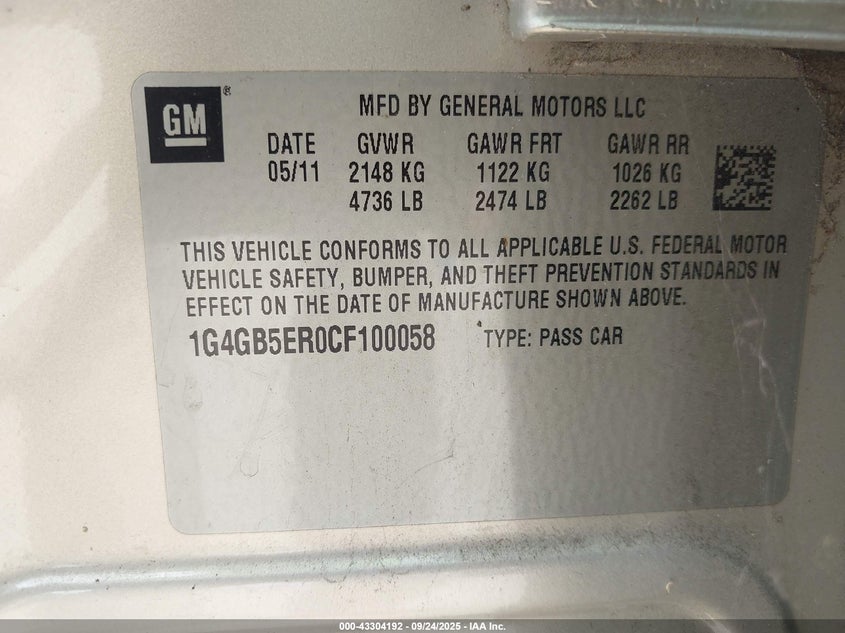 GM®
MFD BY GENERAL MOTORS LLC
DATE GVWR GAWR FRT GAWR RR
05/11 2148 KG 1122 KG 1026 KG
4736 LB 2474 LB 2262 LB
THIS VEHICLE CONFORMS TO ALL APPLICABLE U.S. FEDERAL MOTOR
VEHICLE SAFETY, BUMPER, AND THEFT PREVENTION STANDARDS IN
EFFECT ON THE DATE OF MANUFACTURE SHOWN ABOVE.
1G4GB5ER0CF100058 TYPE: PASS CAR
000-43304192 - 09/24/2025 - IAA Inc.